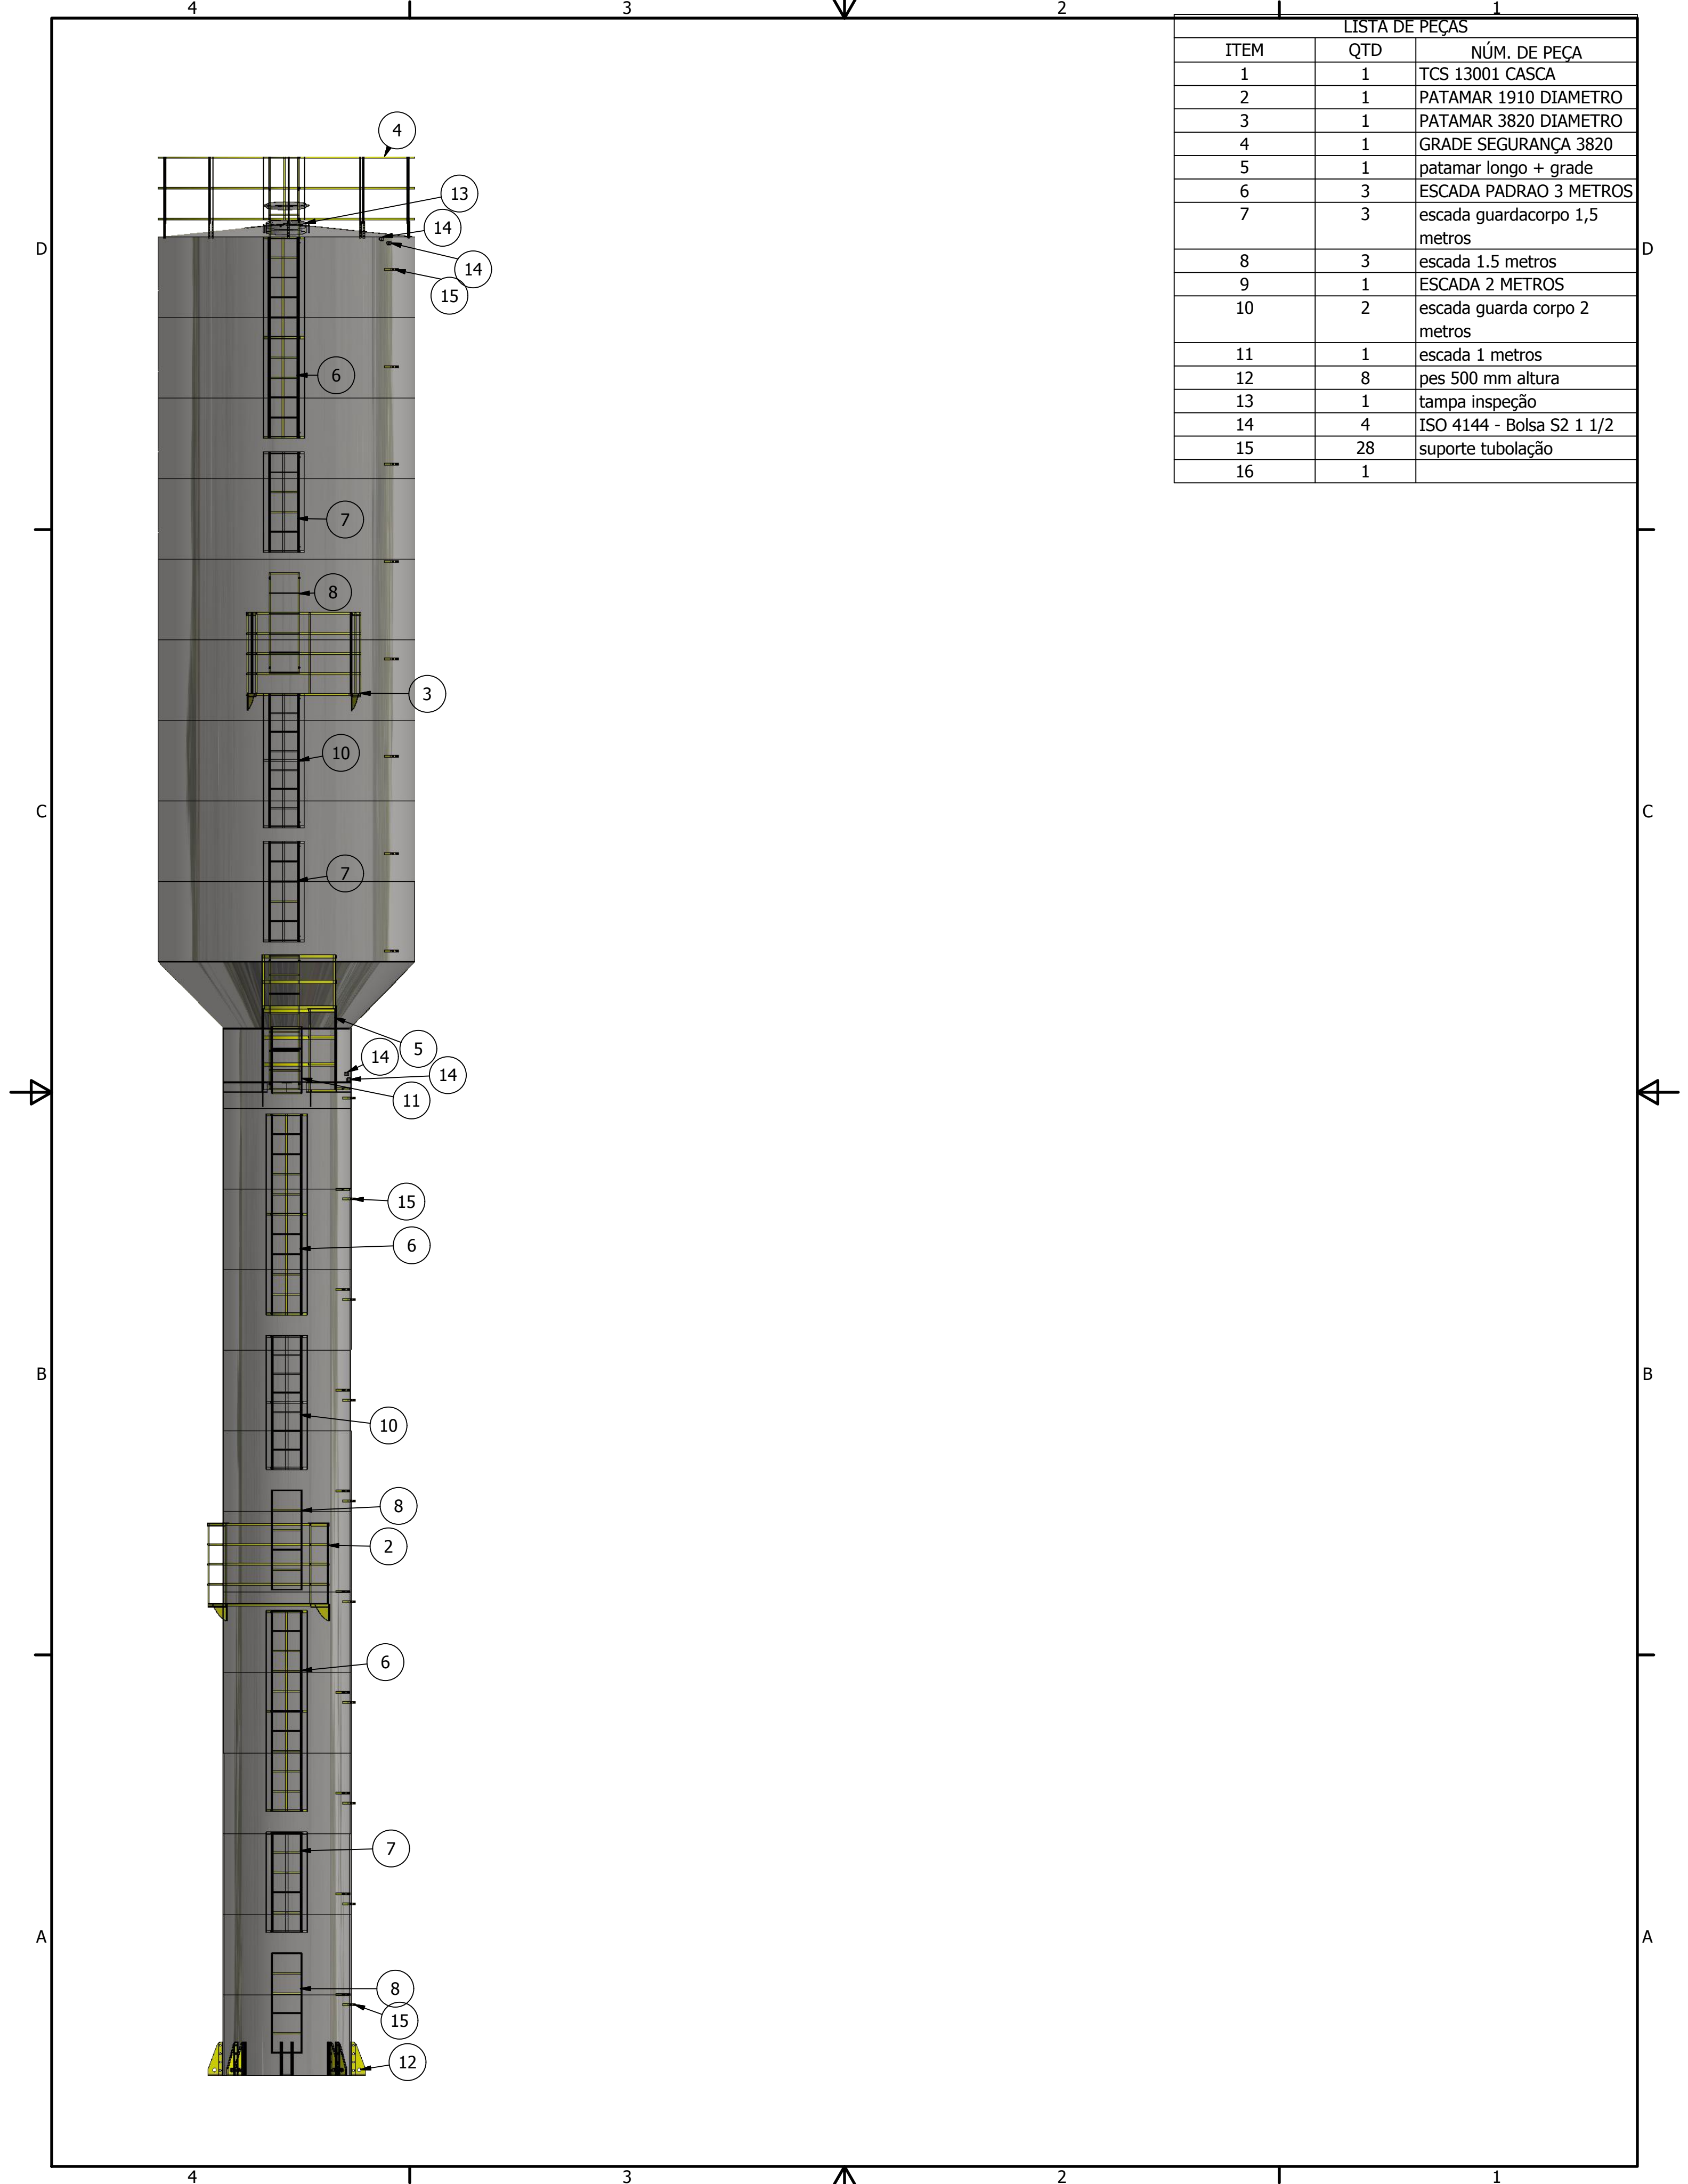 4 3 2 1
LISTA DE PEÇAS
ITEM QTD NÚM. DE PEÇA
1 1 TCS 13001 CASCA
2 1 PATAMAR 1910 DIAMETRO
3 1 PATAMAR 3820 DIAMETRO
4 1 GRADE SEGURANÇA 3820
5 1 patamar longo + grade
6 3 ESCADA PADRAO 3 METROS
7 3 escada guardacorpo 1,5
metros
8 3 escada 1.5 metros
9 1 ESCADA 2 METROS
10 2 escada guarda corpo 2
metros
11 1 escada 1 metros
12 8 pes 500 mm altura
13 1 tampa inspeção
14 4 ISO 4144 - Bolsa S2 1 1/2
15 28 suporte tubolação
16 1
4
13
14
D D
14
15
6
7
8
3
10
C C
7
5
14
14
11
15
6
B B
10
8
2
6
7
A A
8
15
12
4 3 2 1